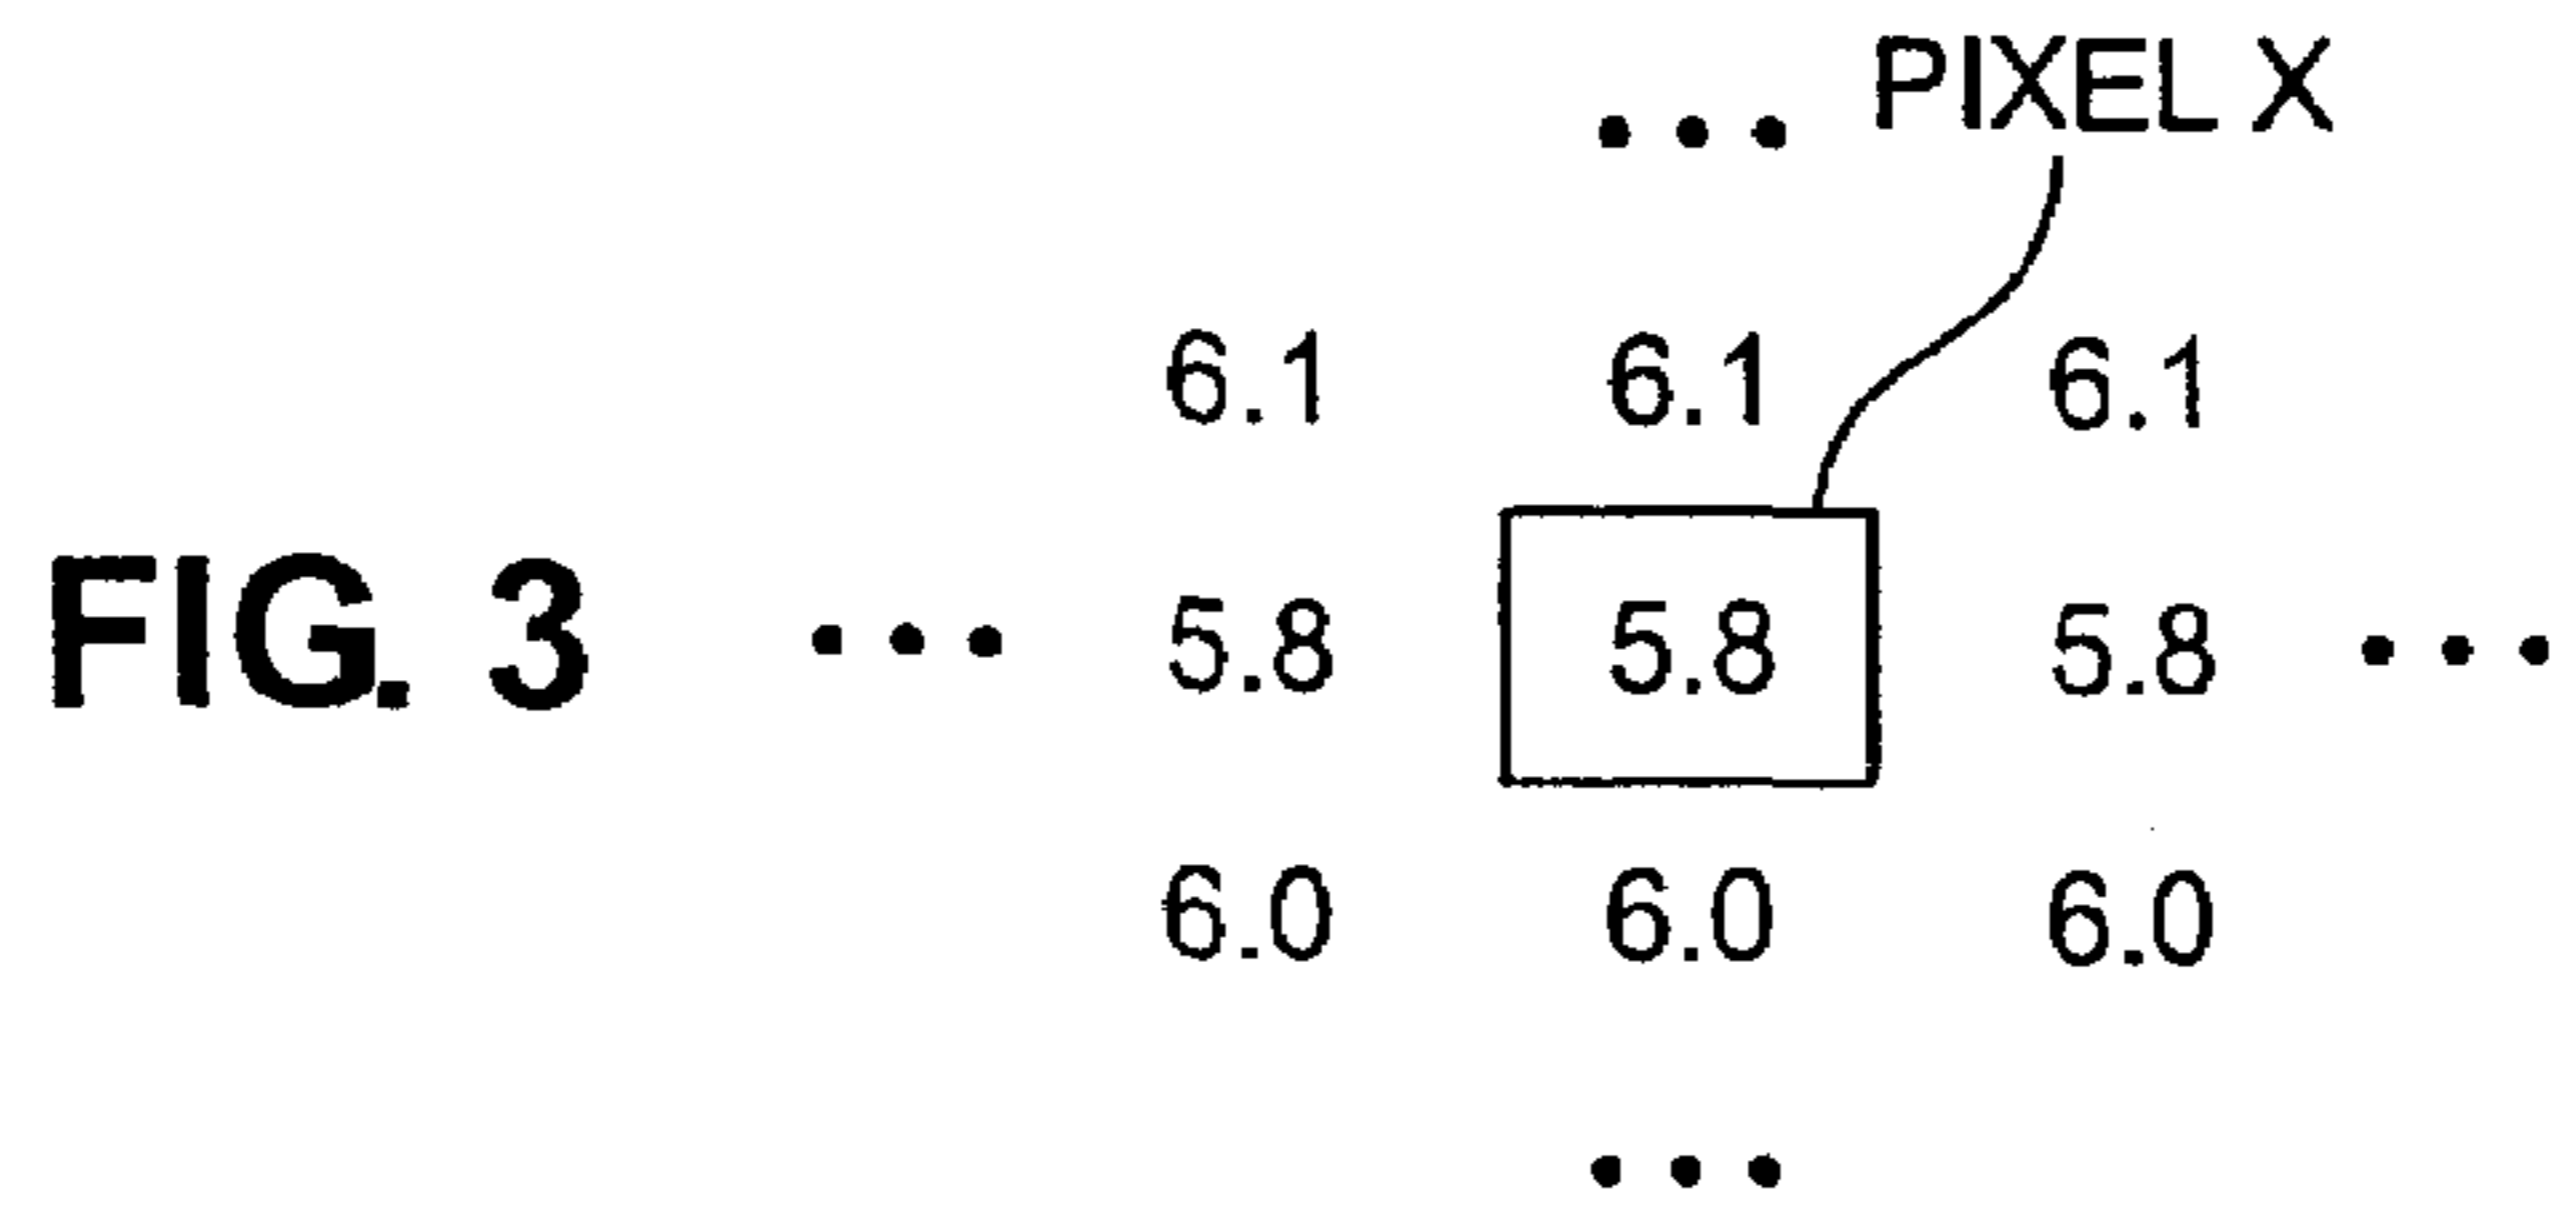 ••• PIXEL X
6.1 6.1 6.1
FIG. 3 ••• 5.8 5.8 5.8 •••
6.0 6.0 6.0
•••